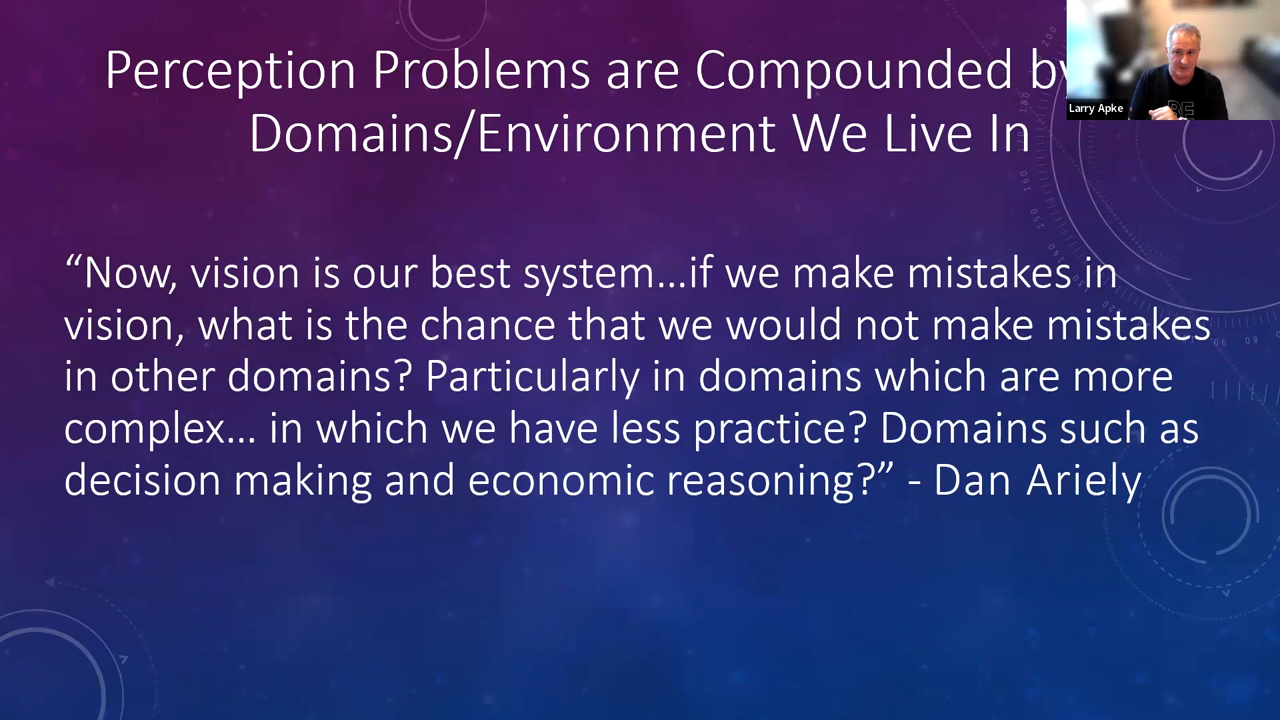 Perception Problems are Compounded by
Domains/Environment We Live In
Larry Apke
RE
“Now, vision is our best system...if we make mistakes in
vision, what is the chance that we would not make mistakes
in other domains? Particularly in domains which are more
complex... in which we have less practice? Domains such as
decision making and economic reasoning?” - Dan Ariely